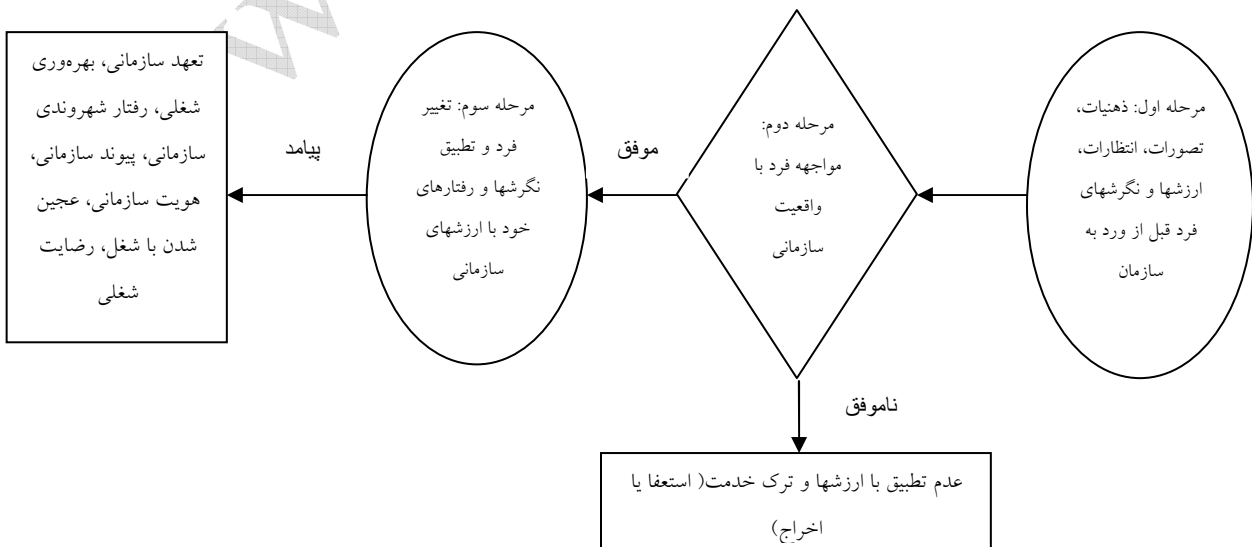 مرحله اول: ذهنیات،
تصورات، انتظارات،
ارزشها و نگرشهای
فرد قبل از ورد به
سازمان
مرحله دوم:
مواجهه فرد با
واقعیت
سازمانی
موفق
مرحله سوم: تغییر
فرد و تطبیق
نگرشها و رفتارهای
خود با ارزشهای
سازمانی
پیامد
تعهد سازمانی، بهره‌وری
شغلی، رفتار شهروندی
سازمانی، پیوند سازمانی،
هویت سازمانی، عجین
شدن با شغل، رضایت
شغلی
ناموفق
عدم تطبیق با ارزشها و ترک خدمت( استعفا یا
اخراج)